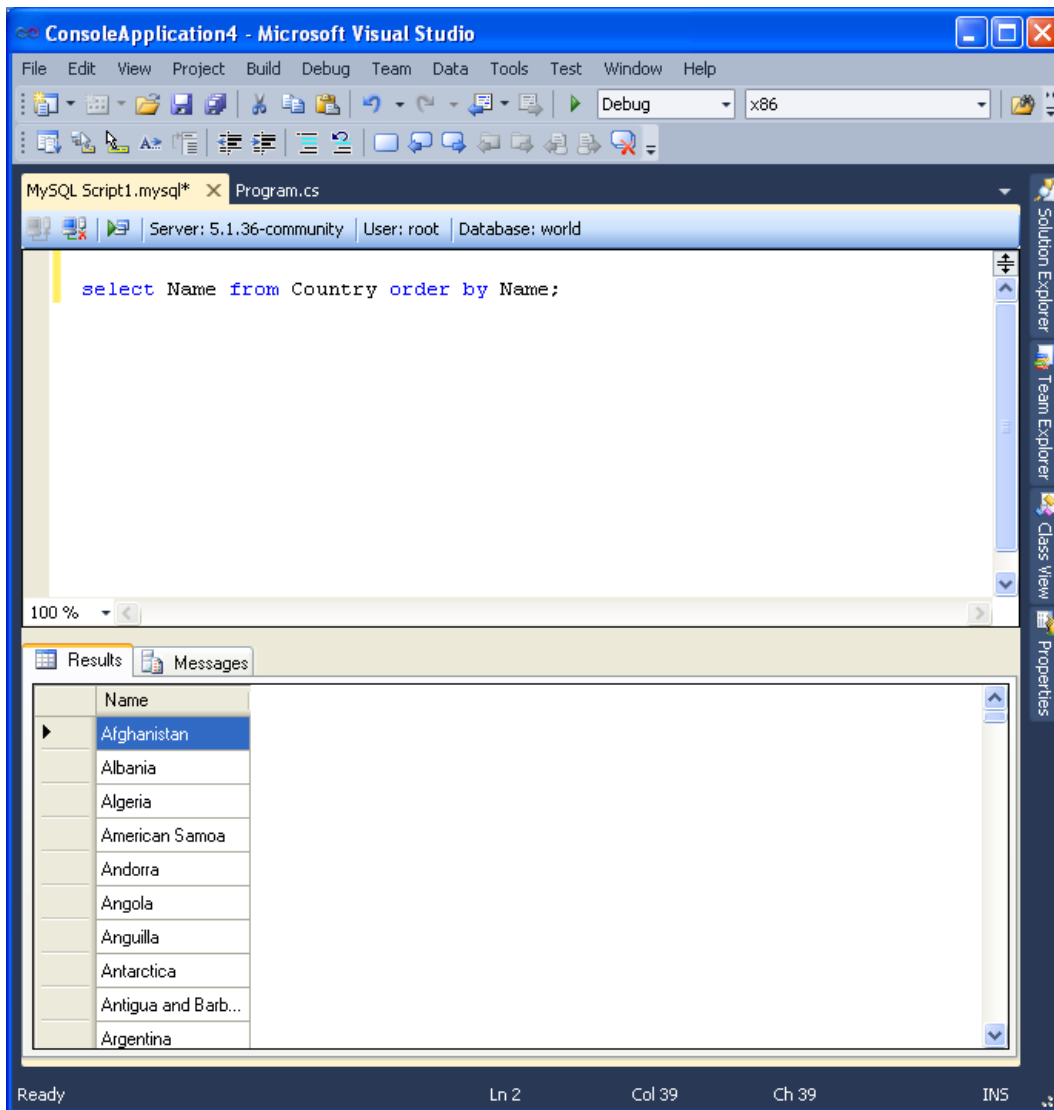 ConsoleApplication4 - Microsoft Visual Studio
File Edit View Project Build Debug Team Data Tools Test Window Help
Debug x86
MySQL Script1.mysql* Program.cs
Server: 5.1.36-community User: root Database: world
select Name from Country order by Name;
100 %
Results Messages
Name
Afghanistan
Albania
Algeria
American Samoa
Andorra
Angola
Anguilla
Antarctica
Antigua and Barb...
Argentina
Solution Explorer
Team Explorer
Class View
Properties
Ready Ln 2 Col 39 Ch 39 INS